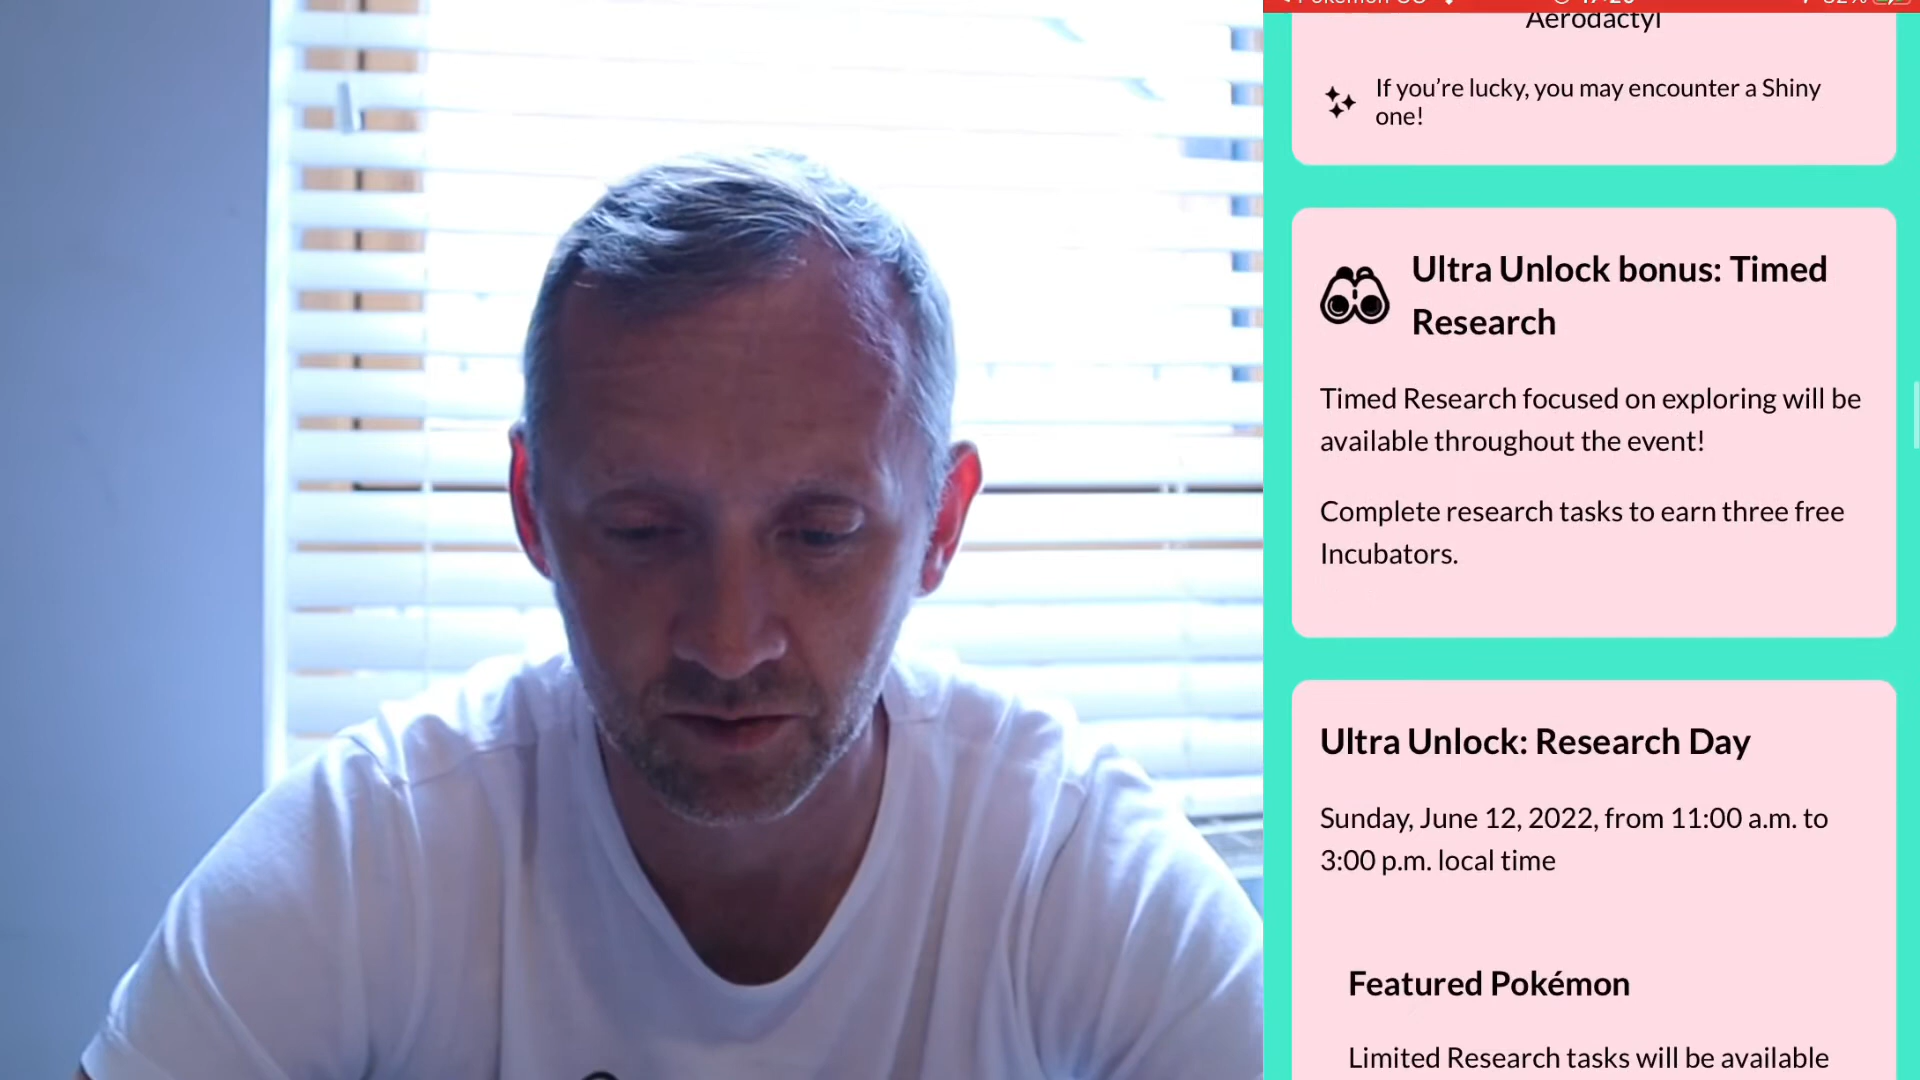 Aerodactyl
If you’re lucky, you may encounter a Shiny
one!
Ultra Unlock bonus: Timed
Research
Timed Research focused on exploring will be
available throughout the event!
Complete research tasks to earn three free
Incubators.
Ultra Unlock: Research Day
Sunday, June 12, 2022, from 11:00 a.m. to
3:00 p.m. local time
Featured Pokémon
Limited Research tasks will be available